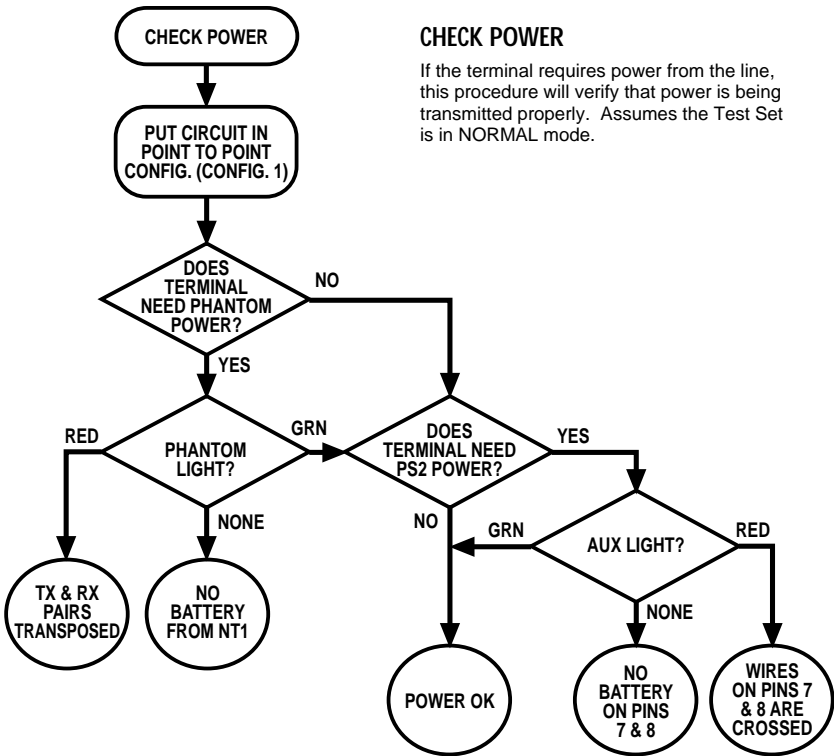 CHECK POWER
CHECK POWER
If the terminal requires power from the line,
this procedure will verify that power is being
transmitted properly. Assumes the Test Set
is in NORMAL mode.
PUT CIRCUIT IN
POINT TO POINT
CONFIG. (CONFIG. 1)
DOES
TERMINAL
NEED PHANTOM
POWER?
NO
YES
RED
PHANTOM
LIGHT?
GRN
NONE
DOES
TERMINAL NEED
PS2 POWER?
YES
NO
GRN
AUX LIGHT?
RED
NONE
TX & RX
PAIRS
TRANSPOSED
NO
BATTERY
FROM NT1
POWER OK
NO
BATTERY
ON PINS
7 & 8
WIRES
ON PINS 7
& 8 ARE
CROSSED